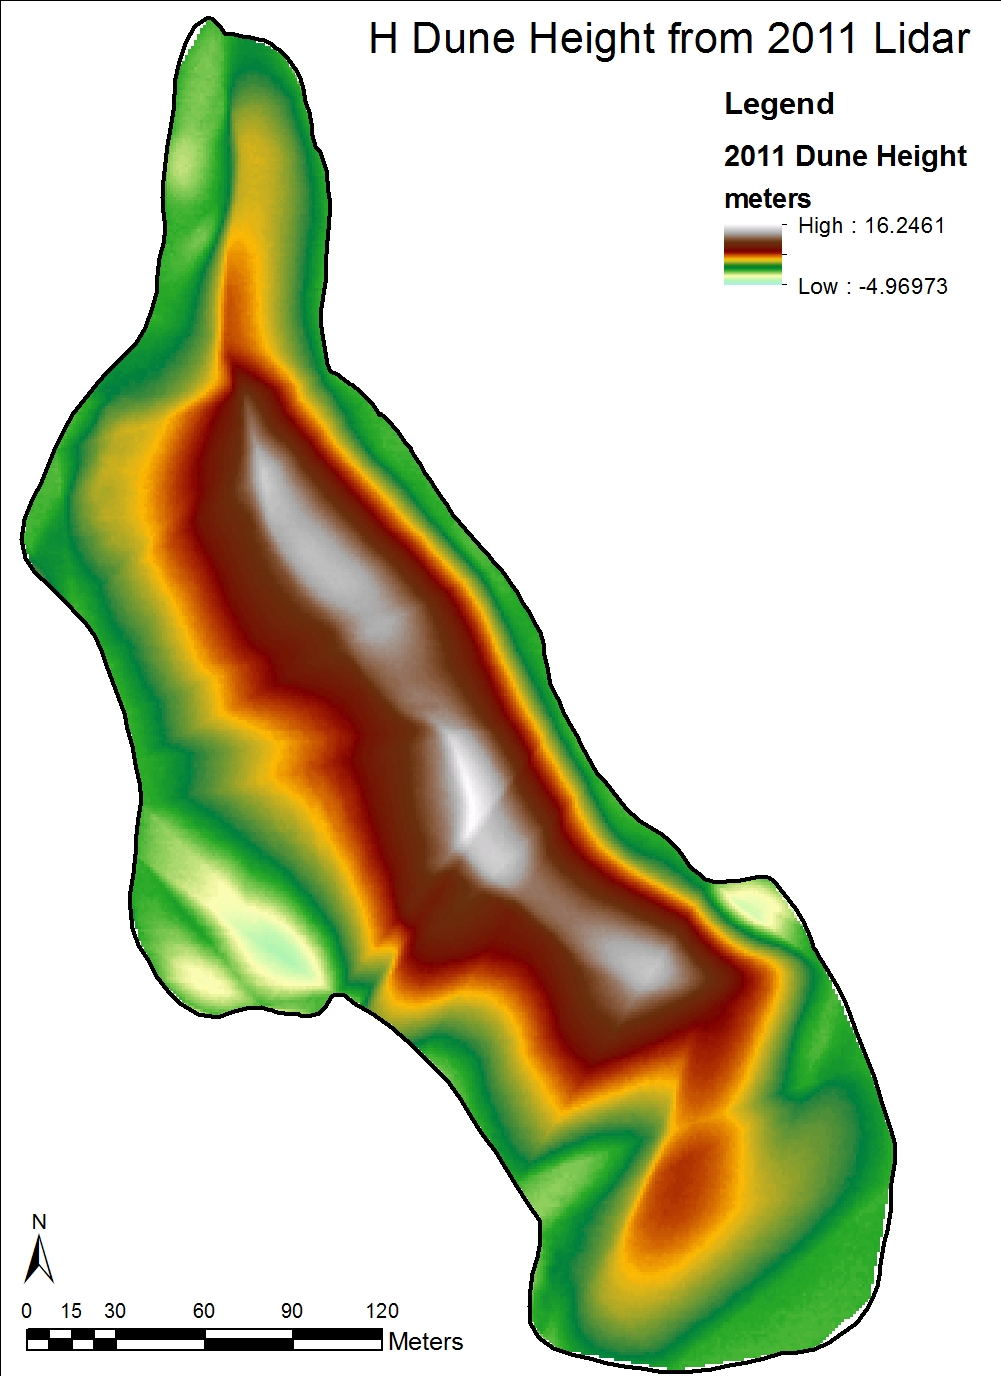 H Dune Height from 2011 Lidar
Legend
2011 Dune Height
meters
High : 16.2461
Low : -4.96973
N
0 15 30 60 90 120
Meters